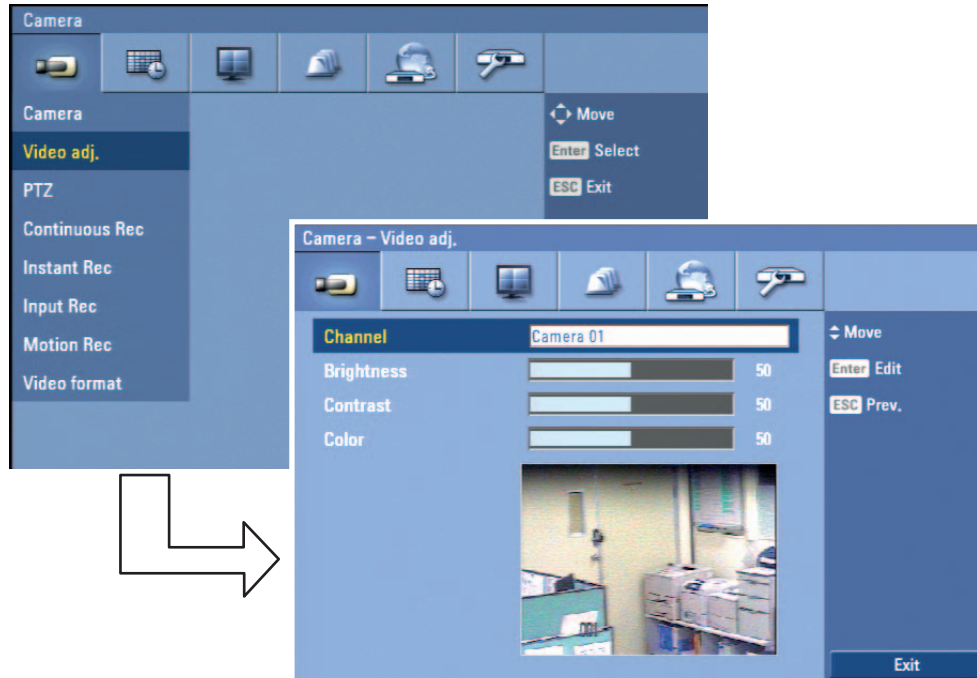 Camera
Camera
Video adj.
PTZ
Continuous Rec
Instant Rec
Input Rec
Motion Rec
Video format
Move
Enter Select
ESC Exit
Camera – Video adj.
Channel Camera 01
Brightness 50
Contrast 50
Color 50
Move
Enter Edit
ESC Prev.
Exit